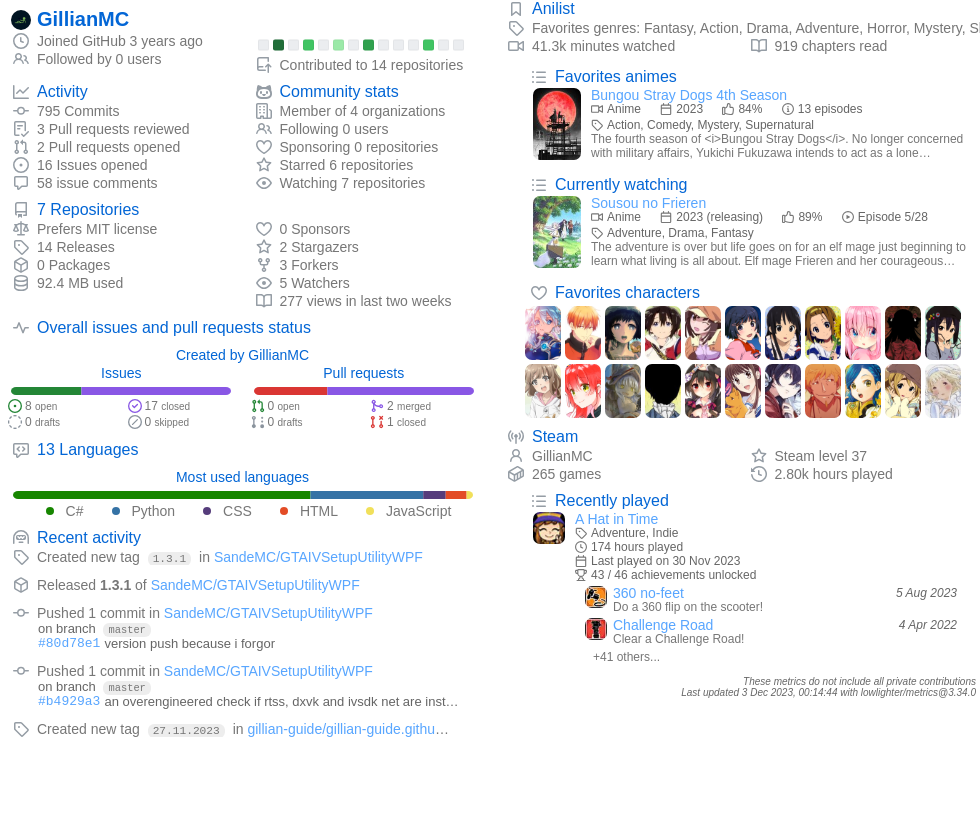 GillianMC
Joined GitHub 3 years ago
Followed by 0 users
Contributed to 14 repositories
Activity
795 Commits
3 Pull requests reviewed
2 Pull requests opened
16 Issues opened
58 issue comments
Community stats
Member of 4 organizations
Following 0 users
Sponsoring 0 repositories
Starred 6 repositories
Watching 7 repositories
7 Repositories
Prefers MIT license
14 Releases
0 Packages
92.4 MB used
0 Sponsors
2 Stargazers
3 Forkers
5 Watchers
277 views in last two weeks
Overall issues and pull requests status
Created by GillianMC
Issues
8 open
17 closed
0 drafts
0 skipped
Pull requests
0 open
2 merged
0 drafts
1 closed
13 Languages
Most used languages
C# Python CSS HTML JavaScript
Recent activity
Created new tag 1.3.1 in SandeMC/GTAIVSetupUtilityWPF
Released 1.3.1 of SandeMC/GTAIVSetupUtilityWPF
Pushed 1 commit in SandeMC/GTAIVSetupUtilityWPF
on branch master
#80d78e1 version push because i forgor
Pushed 1 commit in SandeMC/GTAIVSetupUtilityWPF
on branch master
#b4929a3 an overengineered check if rtss, dxvk and ivsdk net are inst…
Created new tag 27.11.2023 in gillian-guide/gillian-guide.githu…
Anilist
Favorites genres: Fantasy, Action, Drama, Adventure, Horror, Mystery, S
41.3k minutes watched
919 chapters read
Favorites animes
Bungou Stray Dogs 4th Season
Anime 2023 84% 13 episodes
Action, Comedy, Mystery, Supernatural
The fourth season of <i>Bungou Stray Dogs</i>. No longer concerned
with military affairs, Yukichi Fukuzawa intends to act as a lone…
Currently watching
Sousou no Frieren
Anime 2023 (releasing) 89% Episode 5/28
Adventure, Drama, Fantasy
The adventure is over but life goes on for an elf mage just beginning to
learn what living is all about. Elf mage Frieren and her courageous…
Favorites characters
Steam
GillianMC
Steam level 37
265 games
2.80k hours played
Recently played
A Hat in Time
Adventure, Indie
174 hours played
Last played on 30 Nov 2023
43 / 46 achievements unlocked
360 no-feet 5 Aug 2023
Do a 360 flip on the scooter!
Challenge Road 4 Apr 2022
Clear a Challenge Road!
+41 others...
These metrics do not include all private contributions
Last updated 3 Dec 2023, 00:14:44 with lowlighter/metrics@3.34.0